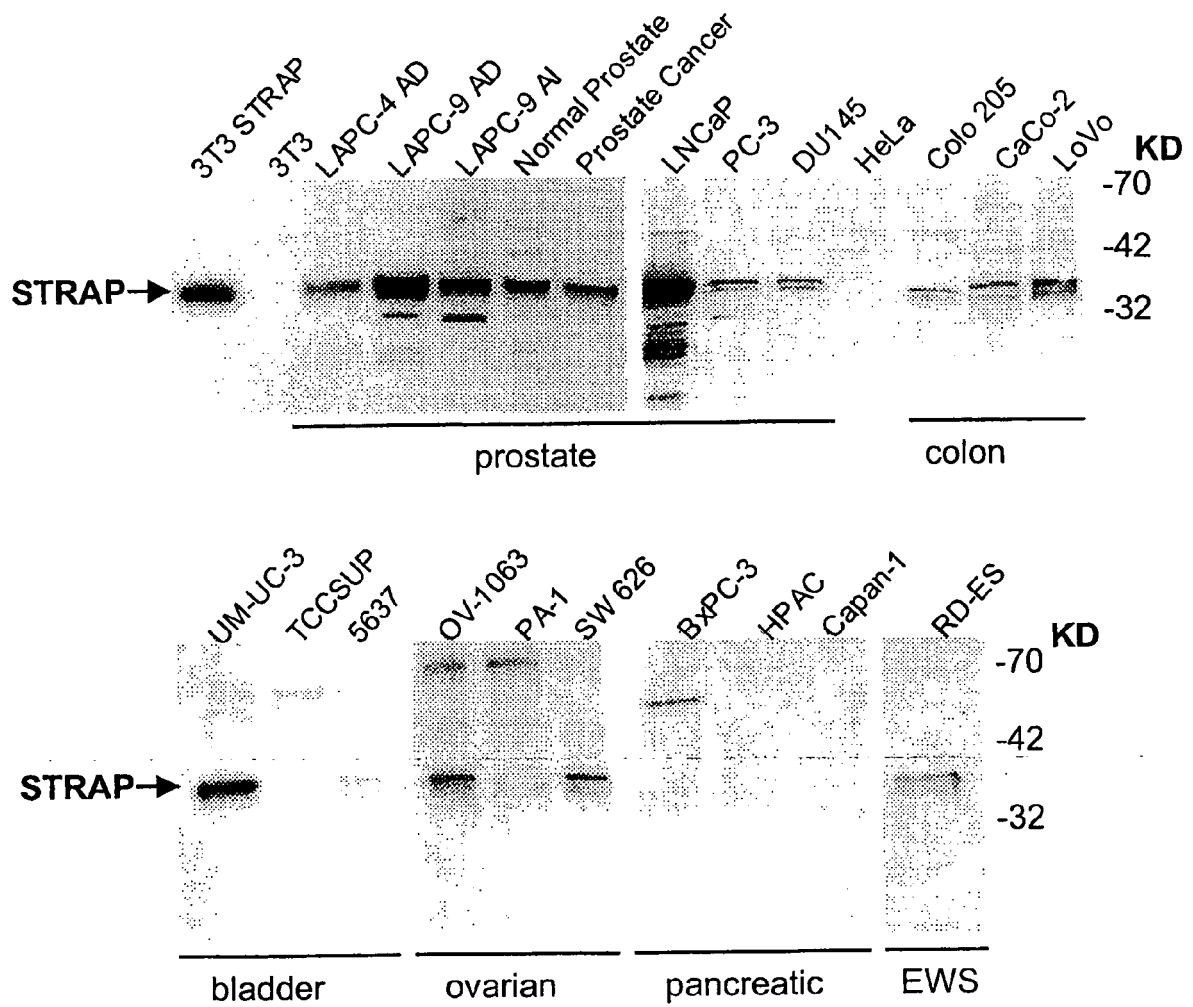 3T3 STRAP
3T3
LAPC-4 AD
LAPC-9 AD
LAPC-9 AI
Normal Prostate
Prostate Cancer
LNCaP
PC-3
DU145
HeLa
Colo 205
CaCo-2
LoVo
KD
-70
-42
STRAP
-32
prostate
colon
UM-UC-3
TCCSUP
5637
OV-1063
PA-1
SW 626
BxPC-3
HPAC
Capan-1
RD-ES
KD
-70
-42
STRAP
-32
bladder
ovarian
pancreatic
EWS